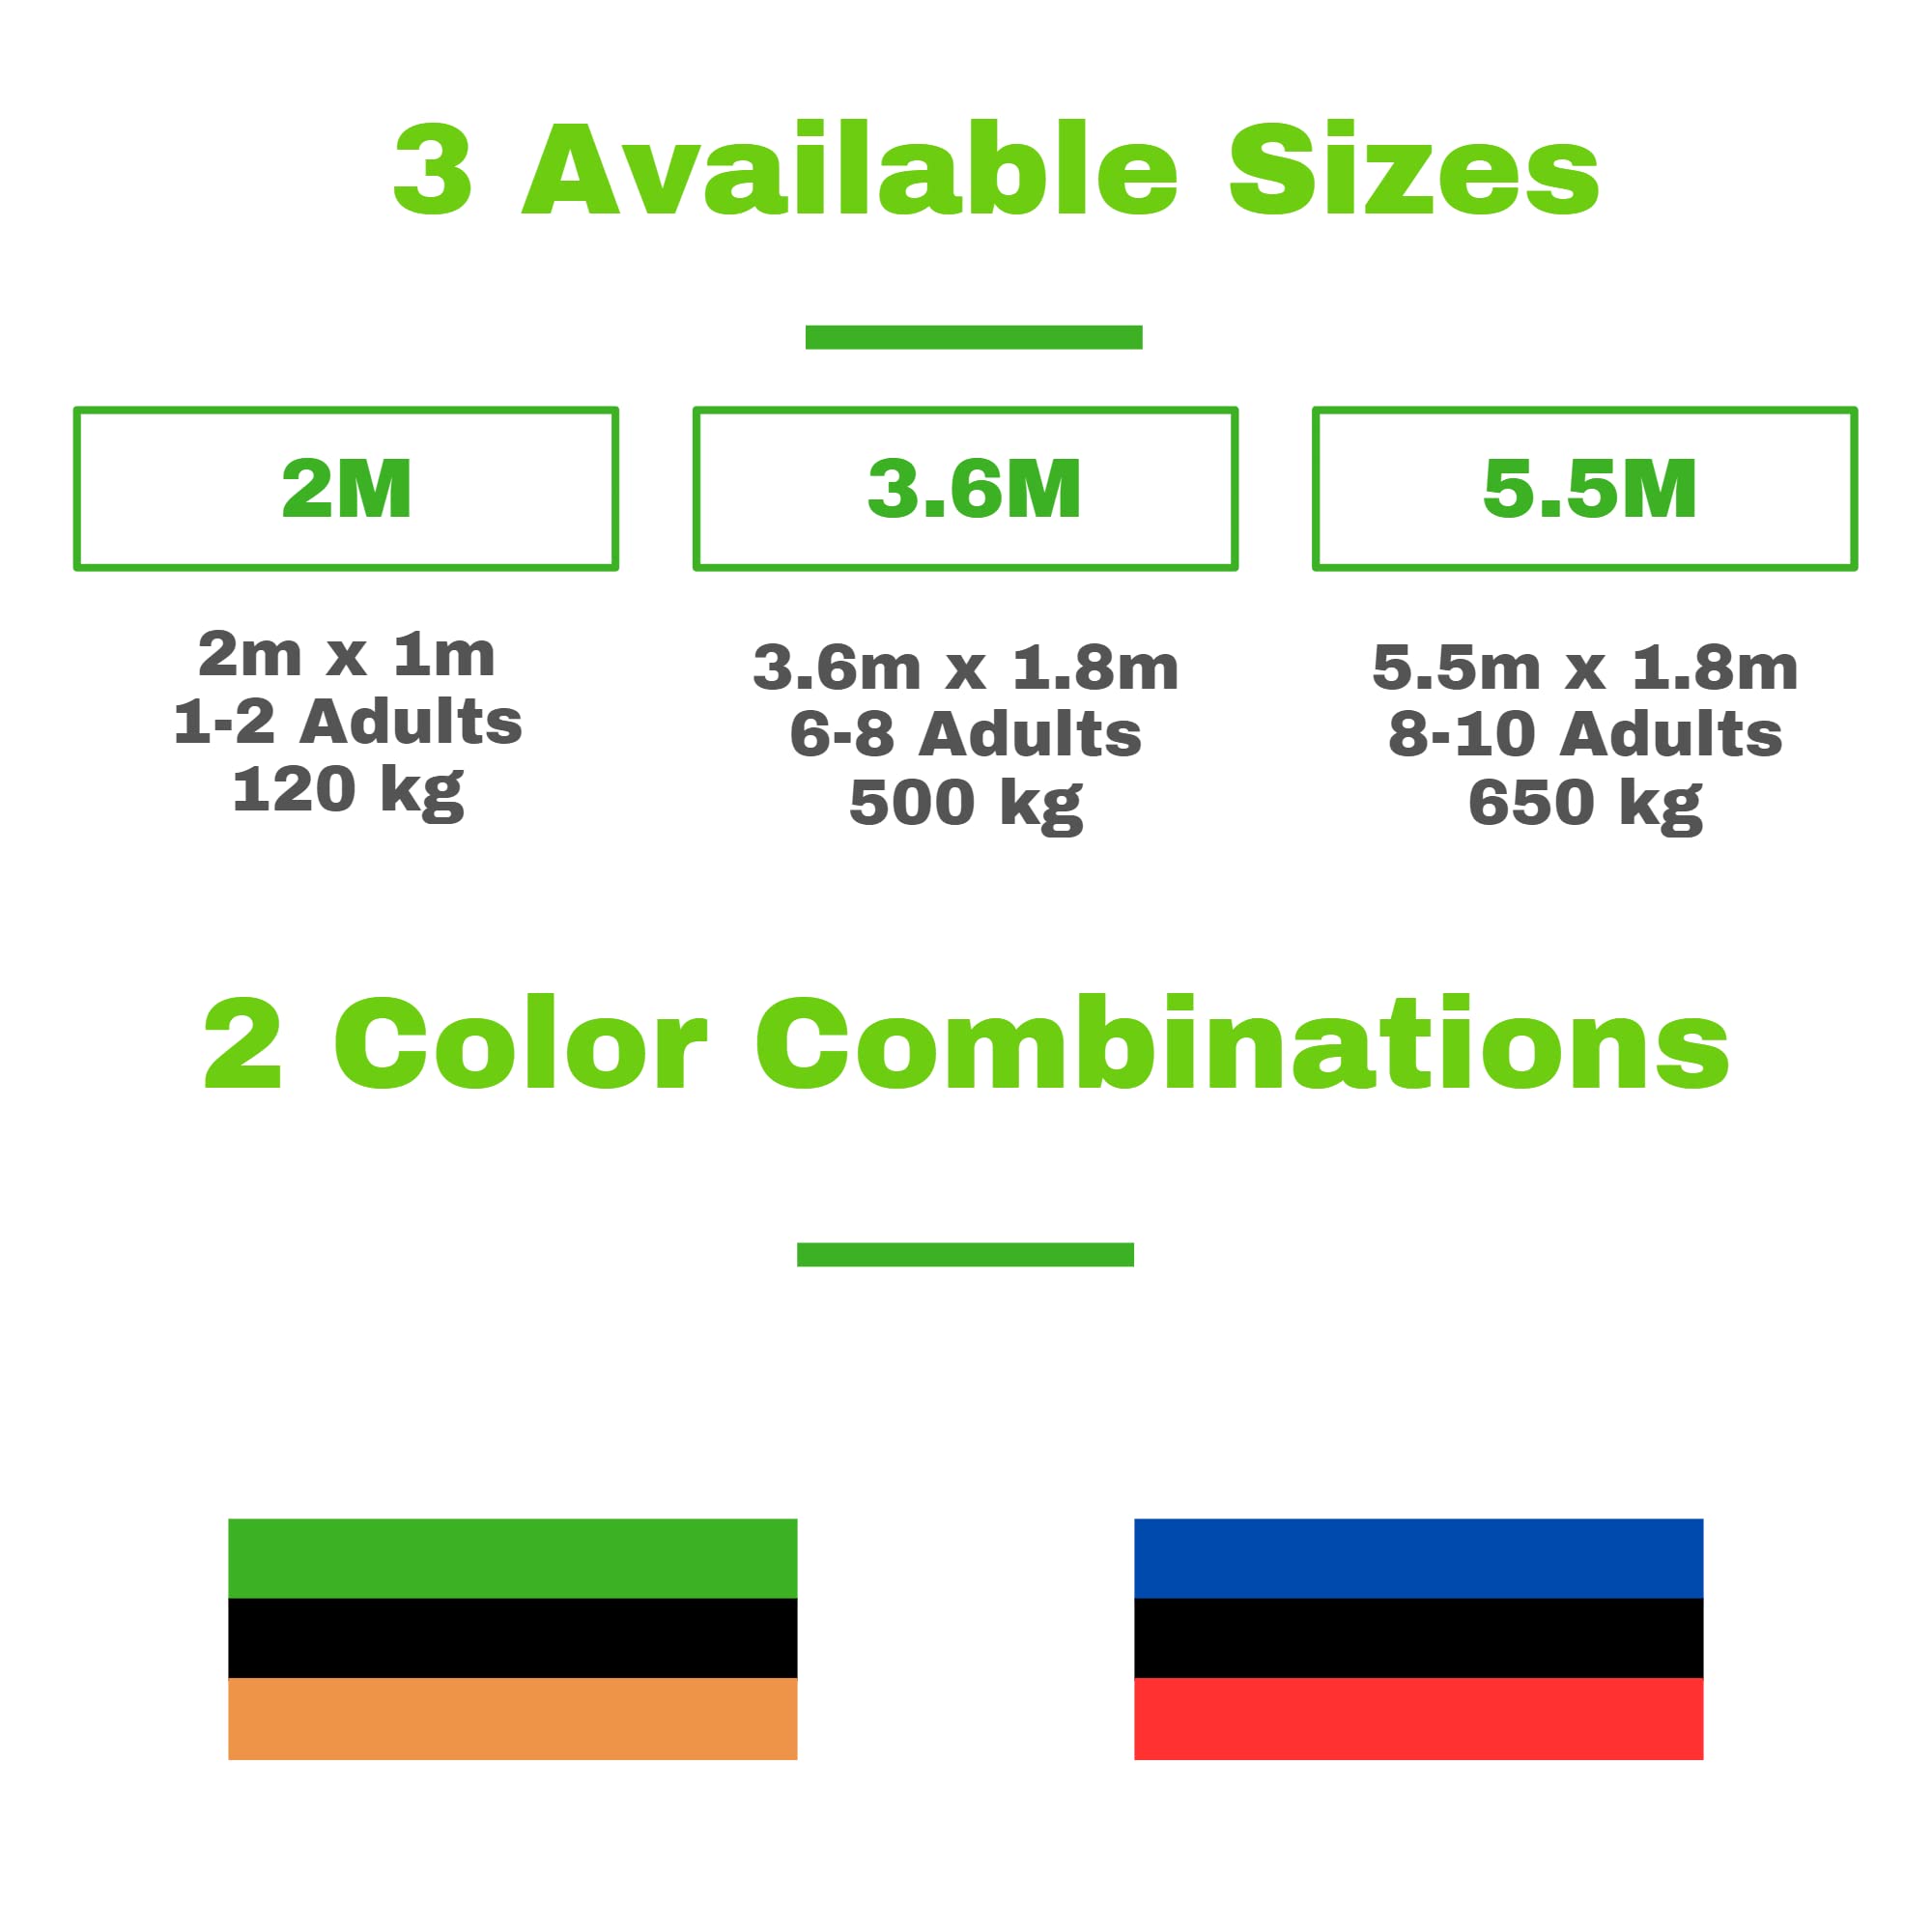 3 Available Sizes
2M
3.6M
5.5M
2m x 1m
1-2 Adults
120 kg
3.6m x 1.8m
6-8 Adults
500 kg
5.5m x 1.8m
8-10 Adults
650 kg
2 Color Combinations